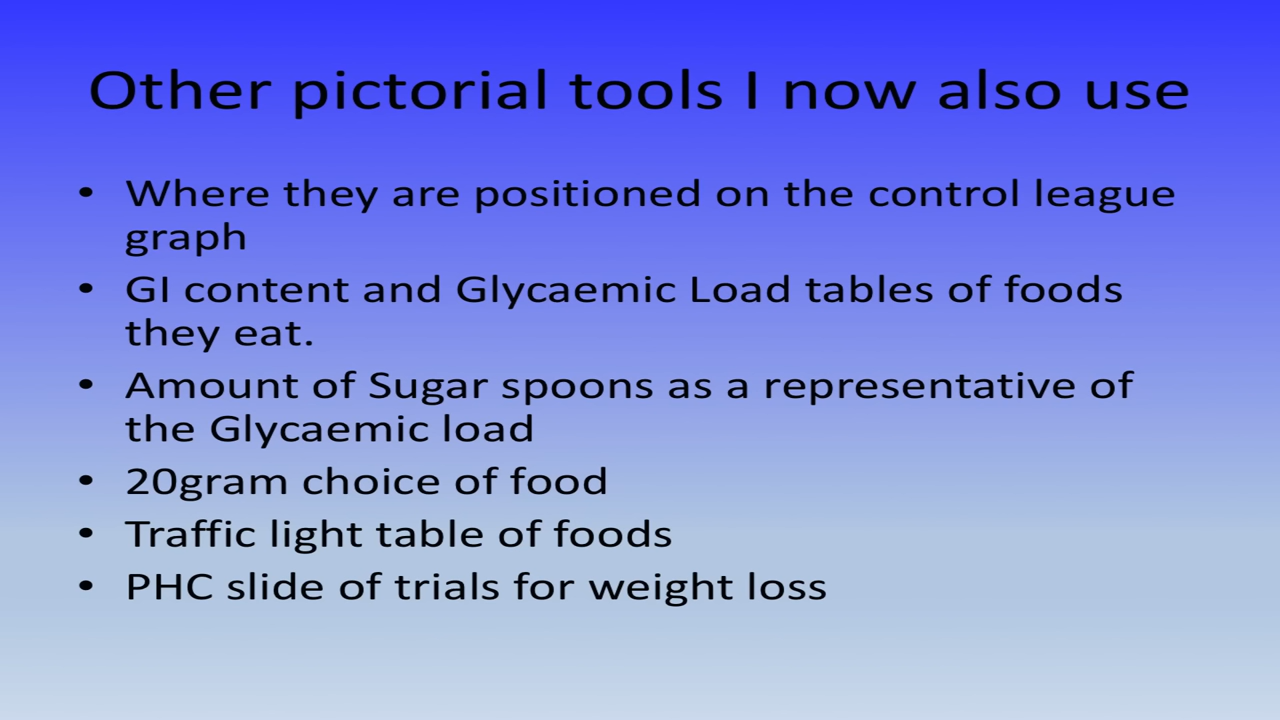 Other pictorial tools I now also use
• Where they are positioned on the control league
graph
• GI content and Glycaemic Load tables of foods
they eat.
• Amount of Sugar spoons as a representative of
the Glycaemic load
• 20gram choice of food
• Traffic light table of foods
• PHC slide of trials for weight loss